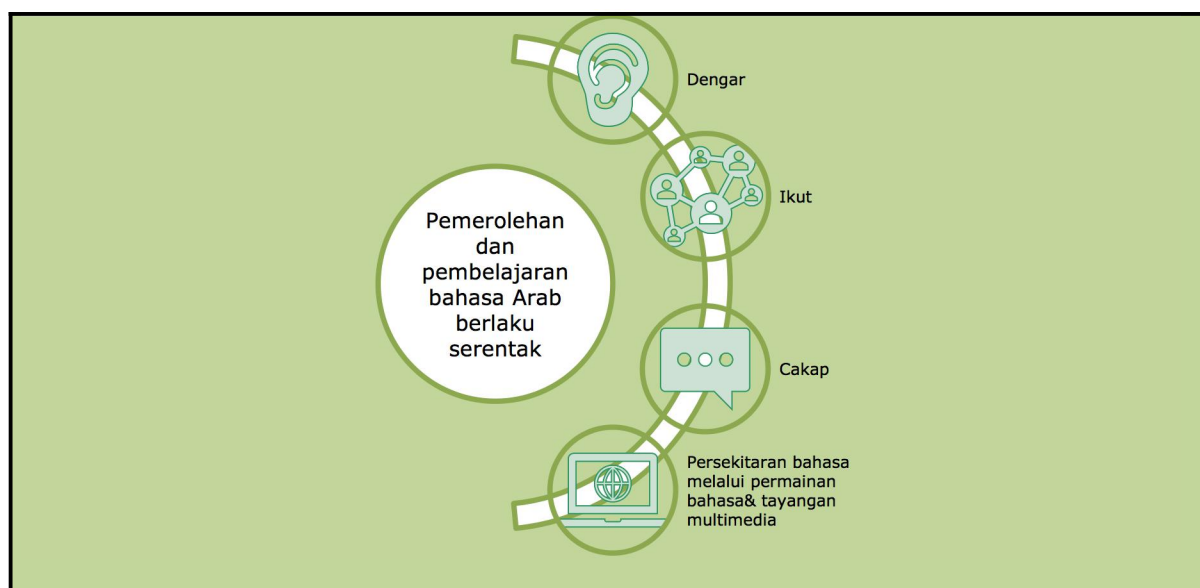 Pemerolehan
dan
pembelajaran
bahasa Arab
berlaku
serentak
Dengar
Ikut
Cakap
Persekitaran bahasa
melalui permainan
bahasa& tayangan
multimedia